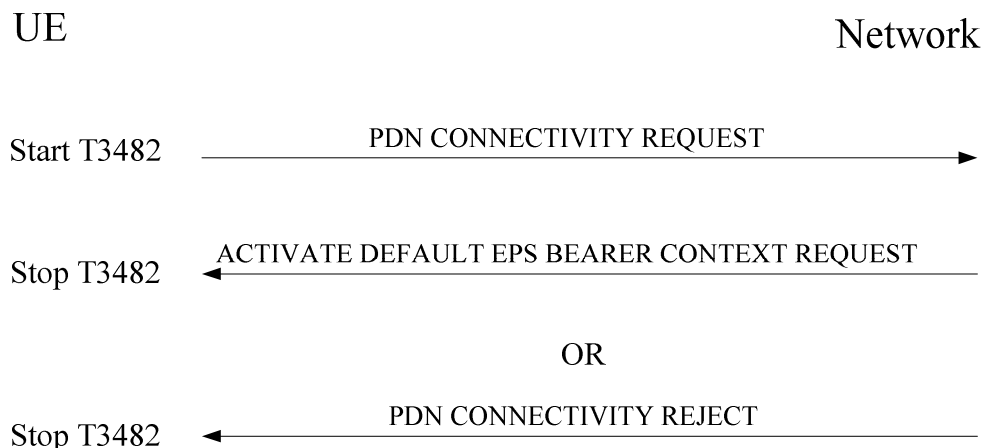 UE
Network
Start T3482
PDN CONNECTIVITY REQUEST
Stop T3482
ACTIVATE DEFAULT EPS BEARER CONTEXT REQUEST
OR
Stop T3482
PDN CONNECTIVITY REJECT